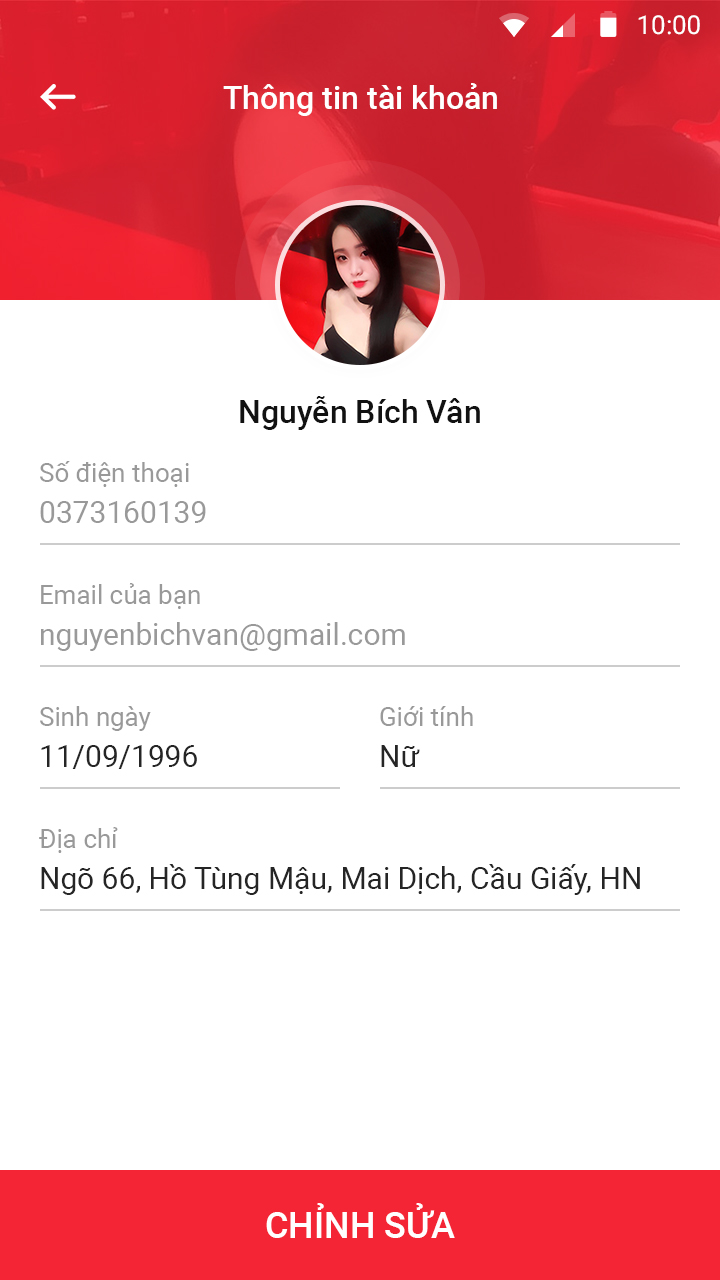 10:00
Thông tin tài khoản
Nguyễn Bích Vân
Số điện thoại
0373160139
Email của bạn
nguyenbichvan@gmail.com
Sinh ngày
11/09/1996
Giới tính
Nữ
Địa chỉ
Ngõ 66, Hồ Tùng Mậu, Mai Dịch, Cầu Giấy, HN
CHỈNH SỬA